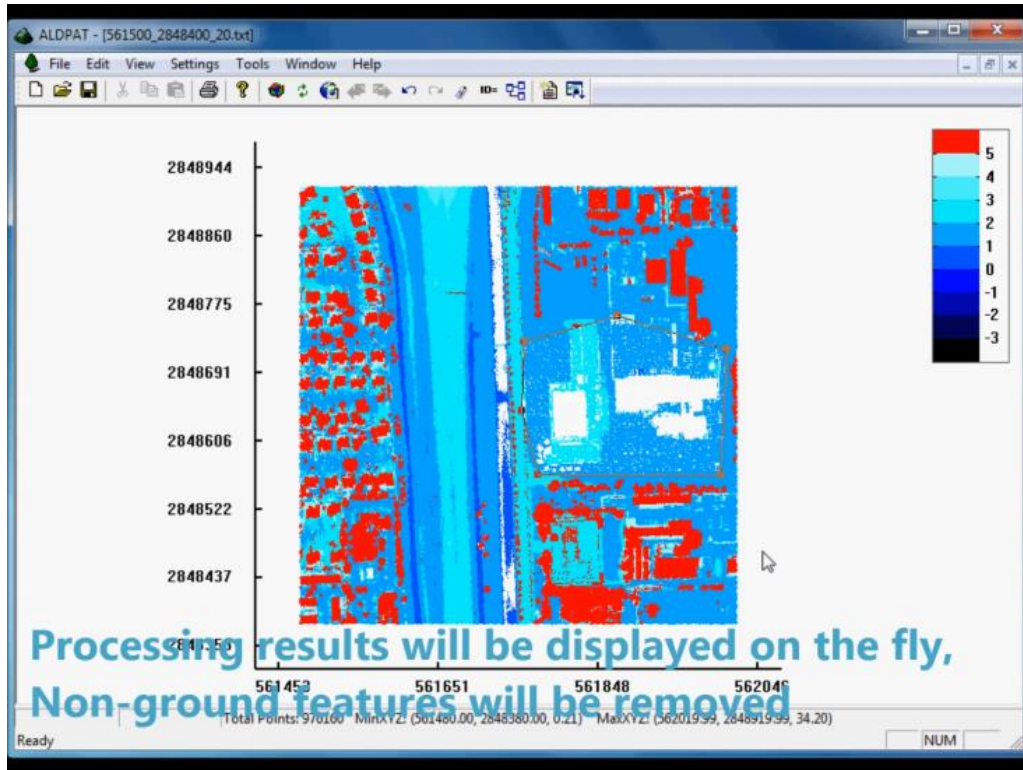 ALDPAT - [561500_2848400_20.txt]
File Edit View Settings Tools Window Help
ID=
2848944
2848860
2848775
2848691
2848606
2848522
2848437
5
4
3
2
1
0
-1
-2
-3
Processing results will be displayed on the fly,
561651 561848
Non-ground features will be removed
Total Points: 970160 MinXYZ: (561480.00, 2848380.00, 0.21) MaxXYZ: (562019.99, 2848919.99, 34.20)
Ready NUM